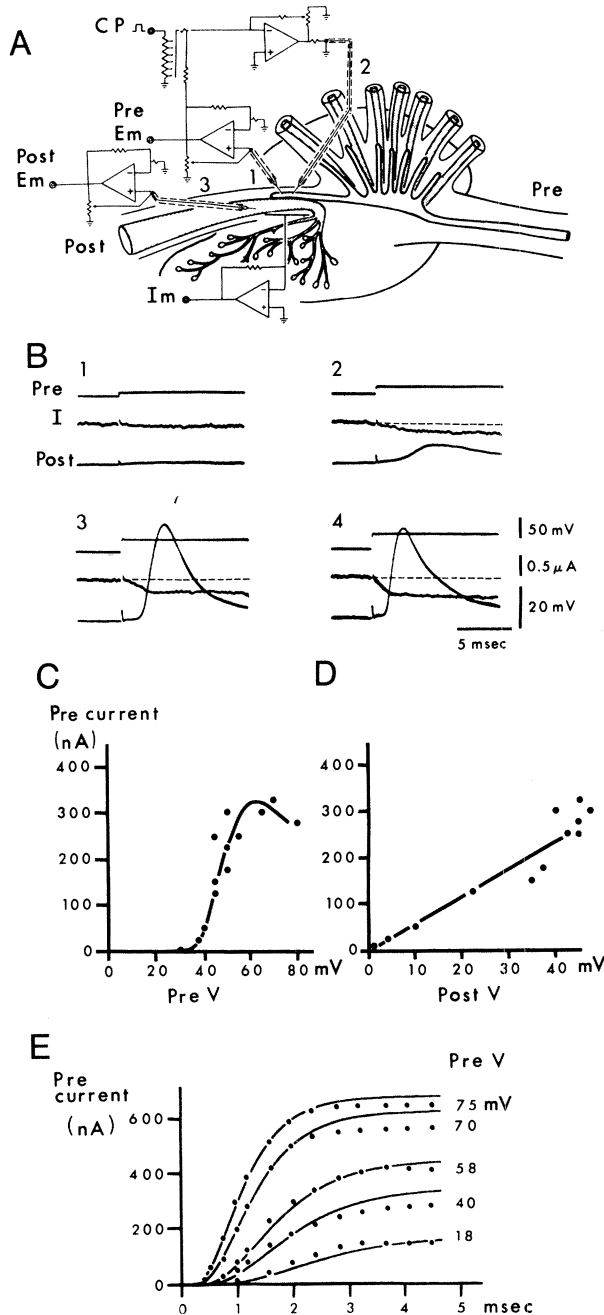 A
CP
2
Pre
Em
Post
Em
1
3
Pre
Post
Im
B
1
2
Pre
I
Post
3
4
50 mV
0.5 μA
20 mV
5 msec
C
D
Pre current
(nA)
400
400
300
300
200
200
100
100
0
0
0 20 40 60 80 mV
0 10 20 30 40 mV
Pre V
Post V
E
Pre V
Pre
current
(nA)
75 mV
600
70
58
400
40
200
18
0
0 1 2 3 4 5 msec